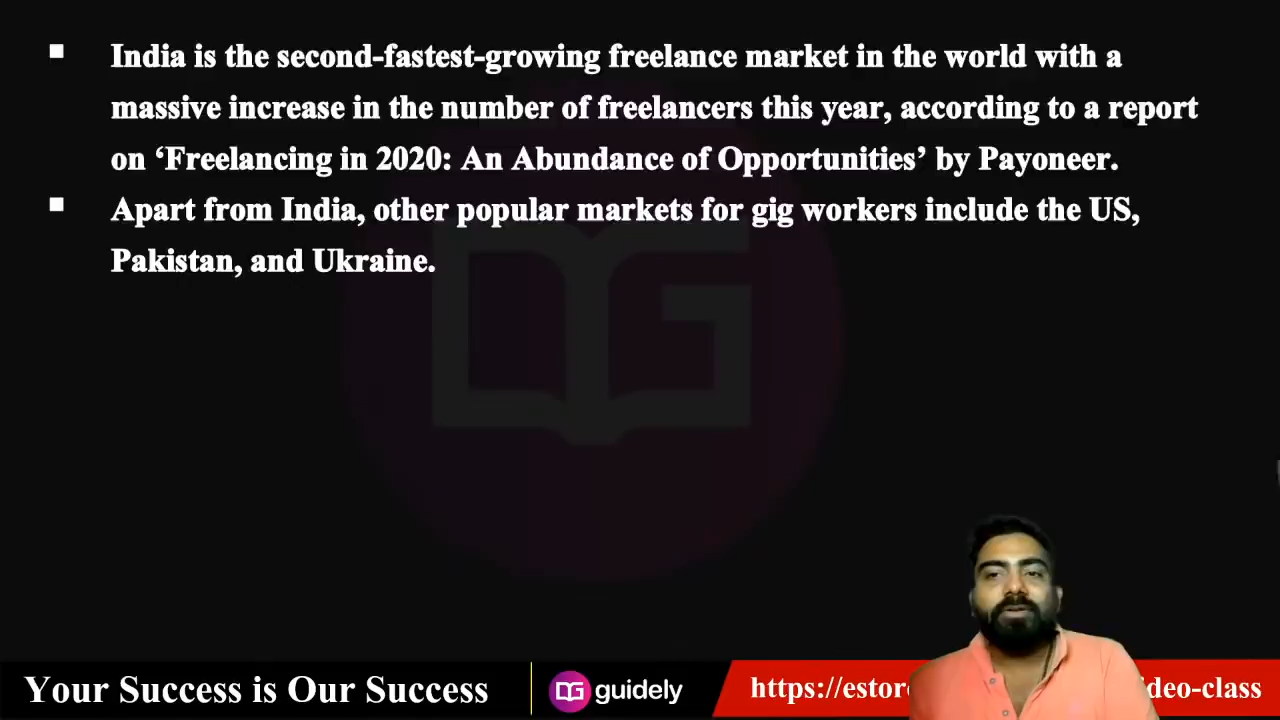 India is the second-fastest-growing freelance market in the world with a
massive increase in the number of freelancers this year, according to a report
on ‘Freelancing in 2020: An Abundance of Opportunities’ by Payoneer.
Apart from India, other popular markets for gig workers include the US,
Pakistan, and Ukraine.
Your Success is Our Success
guidely
https://estor
deo-class